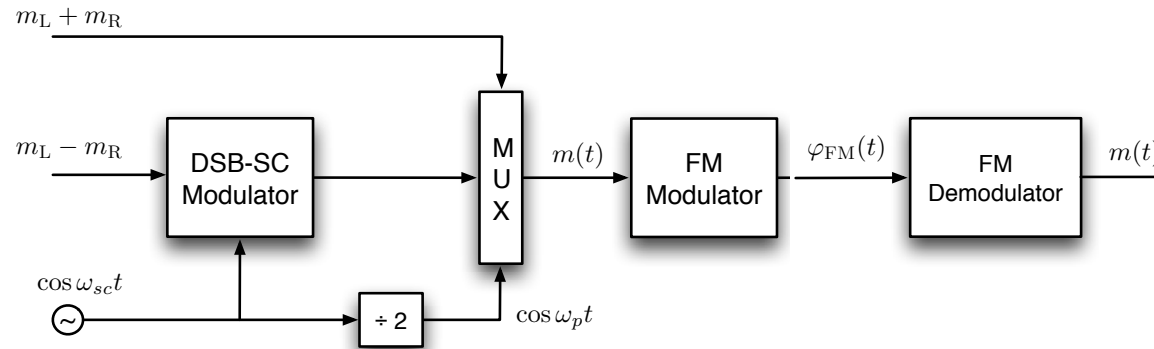 m_L + m_R
m_L − m_R
DSB-SC
Modulator
M
U
X
m(t)
FM
Modulator
φ_FM(t)
FM
Demodulator
m(t)
cos ω_sc t
~
÷ 2
cos ω_p t